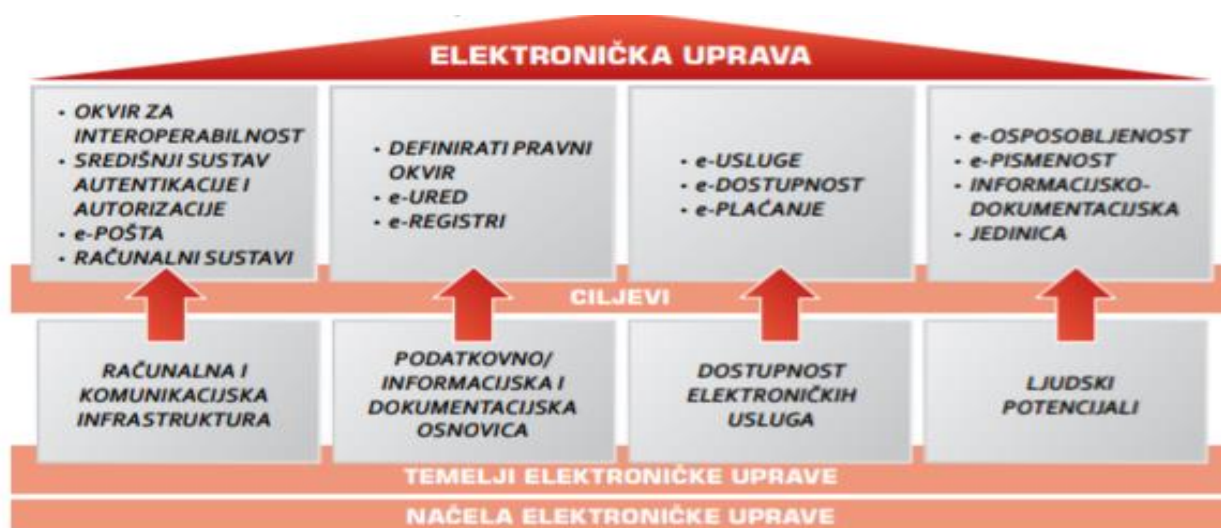 ELEKTRONIČKA UPRAVA
• OKVIR ZA
INTEROPERABILNOST
• SREDIŠNJI SUSTAV
AUTENTIKACIJE I
AUTORIZACIJE
• e-POŠTA
• RAČUNALNI SUSTAVI
• DEFINIRATI PRAVNI
OKVIR
• e-URED
• e-REGISTRI
• e-USLUGE
• e-DOSTUPNOST
• e-PLAĆANJE
• e-OSPOSOBLJENOST
• e-PISMENOST
• INFORMACIJSKO-
DOKUMENTACIJSKA
• JEDINICA
CILJEVI
RAČUNALNA I
KOMUNIKACIJSKA
INFRASTRUKTURA
PODATKOVNO/
INFORMACIJSKA I
DOKUMENTACIJSKA
OSNOVICA
DOSTUPNOST
ELEKTRONIČKIH
USLUGA
LJUDSKI
POTENCIJALI
TEMELJI ELEKTRONIČKE UPRAVE
NAČELA ELEKTRONIČKE UPRAVE